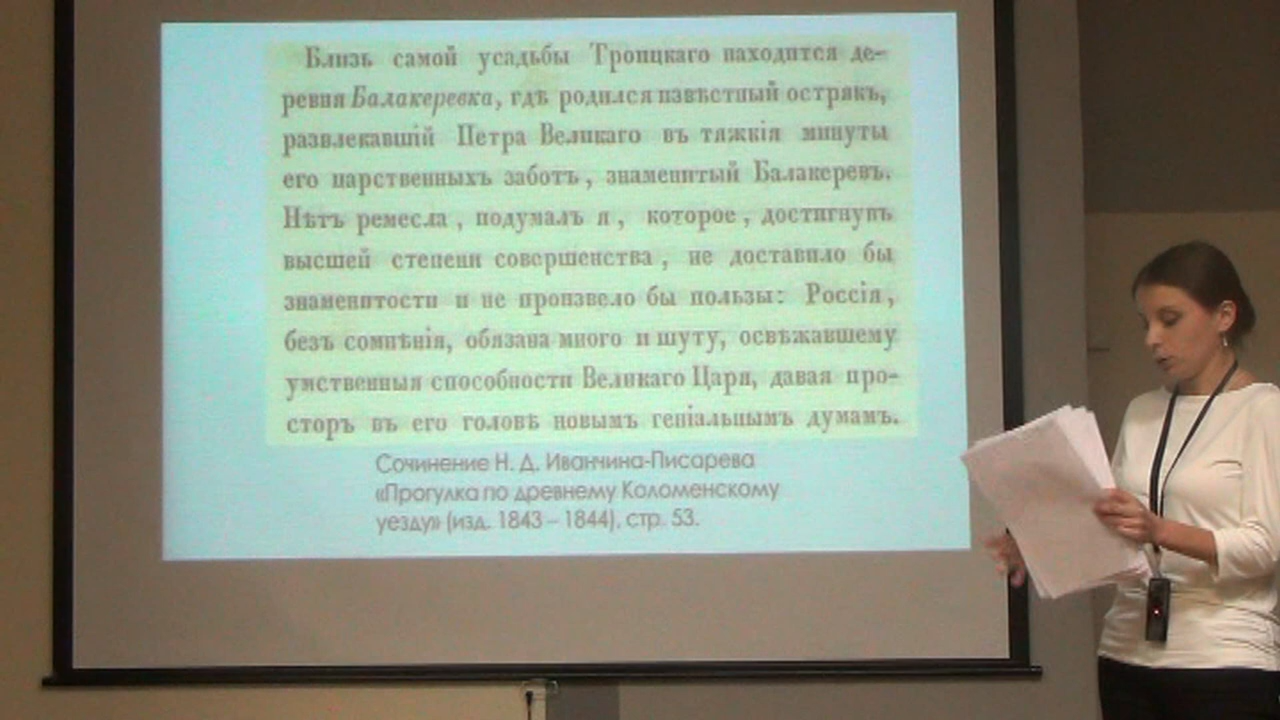 Близь самой усадьбы Троицкаго находится де-
ревня Балакеревка, гдѣ родился извѣстный острякъ,
развлекавшій Петра Великаго въ тяжкія минуты
его царственныхъ заботъ, знаменитый Балакеревъ.
Нѣтъ ремесла, подумалъ я, которое, достигнувъ
высшей степени совершенства, не доставило бы
знаменитости и не произвело бы пользы: Россія,
безъ сомнѣнія, обязана много и шуту, освѣжавшему
умственныя способности Великаго Царя, давая про-
сторъ въ его головѣ новымъ геніальнымъ думамъ.
Сочинение Н. Д. Иванчина-Писарева
«Прогулка по древнему Коломенскому
уезду» (изд. 1843 – 1844), стр. 53.